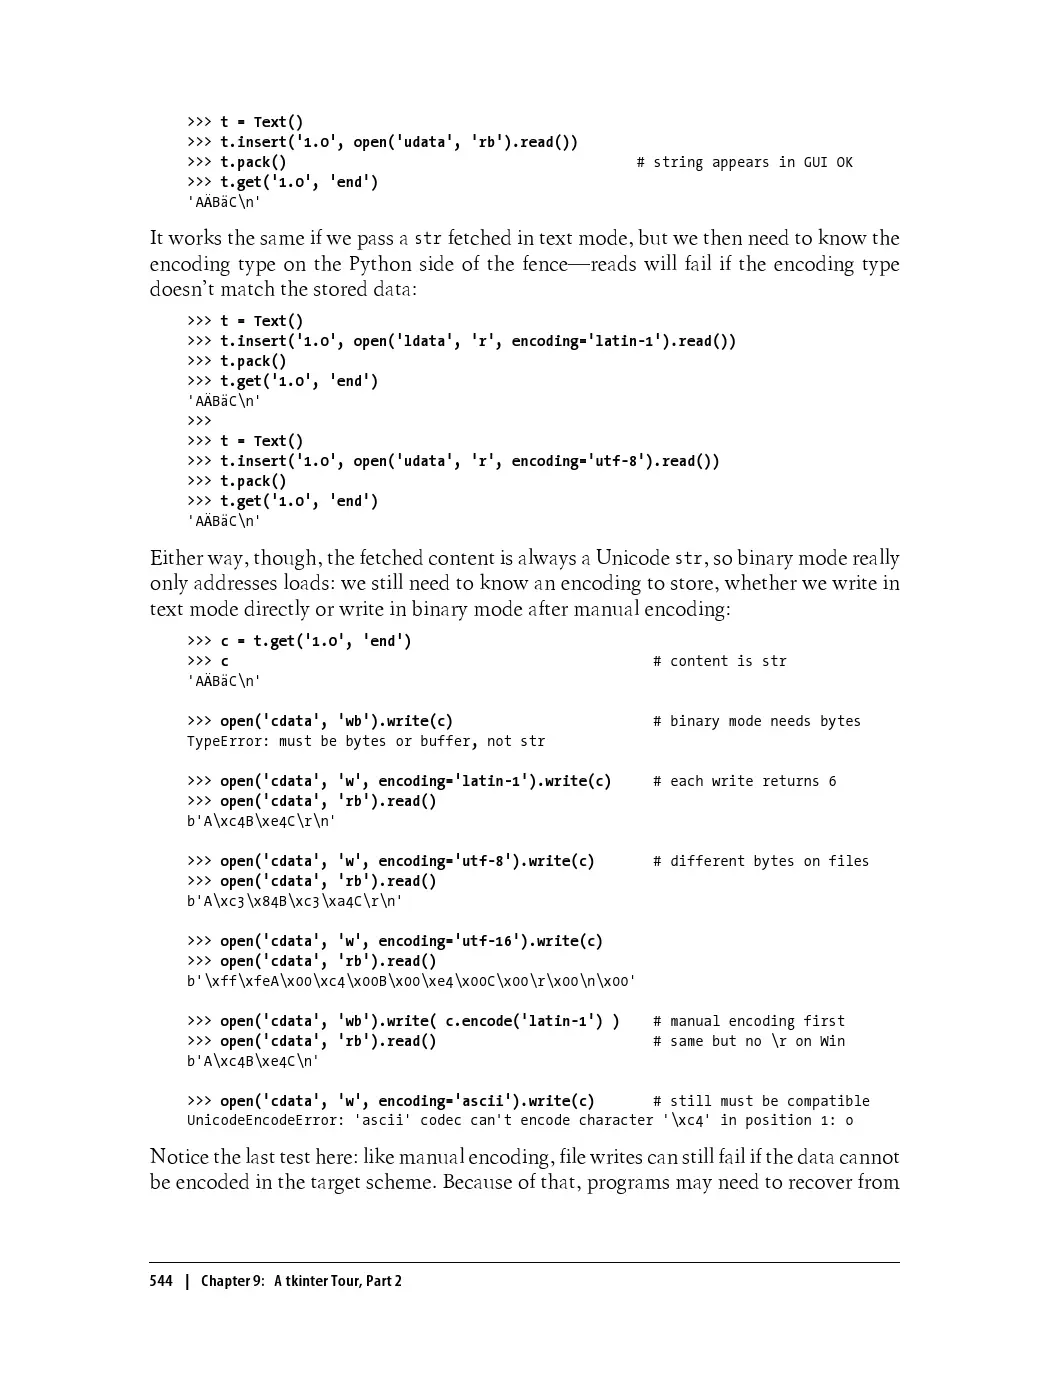 >>> t = Text()
>>> t.insert('1.0', open('udata', 'rb').read())
>>> t.pack() # string appears in GUI OK
>>> t.get('1.0', 'end')
'AÄBäC\n'
It works the same if we pass a str fetched in text mode, but we then need to know the
encoding type on the Python side of the fence—reads will fail if the encoding type
doesn't match the stored data:
>>> t = Text()
>>> t.insert('1.0', open('ldata', 'r', encoding='latin-1').read())
>>> t.pack()
>>> t.get('1.0', 'end')
'AÄBäC\n'
>>>
>>> t = Text()
>>> t.insert('1.0', open('udata', 'r', encoding='utf-8').read())
>>> t.pack()
>>> t.get('1.0', 'end')
'AÄBäC\n'
Either way, though, the fetched content is always a Unicode str, so binary mode really
only addresses loads: we still need to know an encoding to store, whether we write in
text mode directly or write in binary mode after manual encoding:
>>> c = t.get('1.0', 'end')
>>> c # content is str
'AÄBäC\n'
>>> open('cdata', 'wb').write(c) # binary mode needs bytes
TypeError: must be bytes or buffer, not str
>>> open('cdata', 'w', encoding='latin-1').write(c) # each write returns 6
>>> open('cdata', 'rb').read()
b'A\xc4B\xe4C\r\n'
>>> open('cdata', 'w', encoding='utf-8').write(c) # different bytes on files
>>> open('cdata', 'rb').read()
b'A\xc3\x84B\xc3\xa4C\r\n'
>>> open('cdata', 'w', encoding='utf-16').write(c)
>>> open('cdata', 'rb').read()
b'\xff\xfeA\x00\xc4\x00B\x00\xe4\x00C\x00\r\x00\n\x00'
>>> open('cdata', 'wb').write( c.encode('latin-1') ) # manual encoding first
>>> open('cdata', 'rb').read() # same but no \r on Win
b'A\xc4B\xe4C\n'
>>> open('cdata', 'w', encoding='ascii').write(c) # still must be compatible
UnicodeEncodeError: 'ascii' codec can't encode character '\xc4' in position 1: o
Notice the last test here: like manual encoding, file writes can still fail if the data cannot
be encoded in the target scheme. Because of that, programs may need to recover from
544 | Chapter 9: A tkinter Tour, Part 2